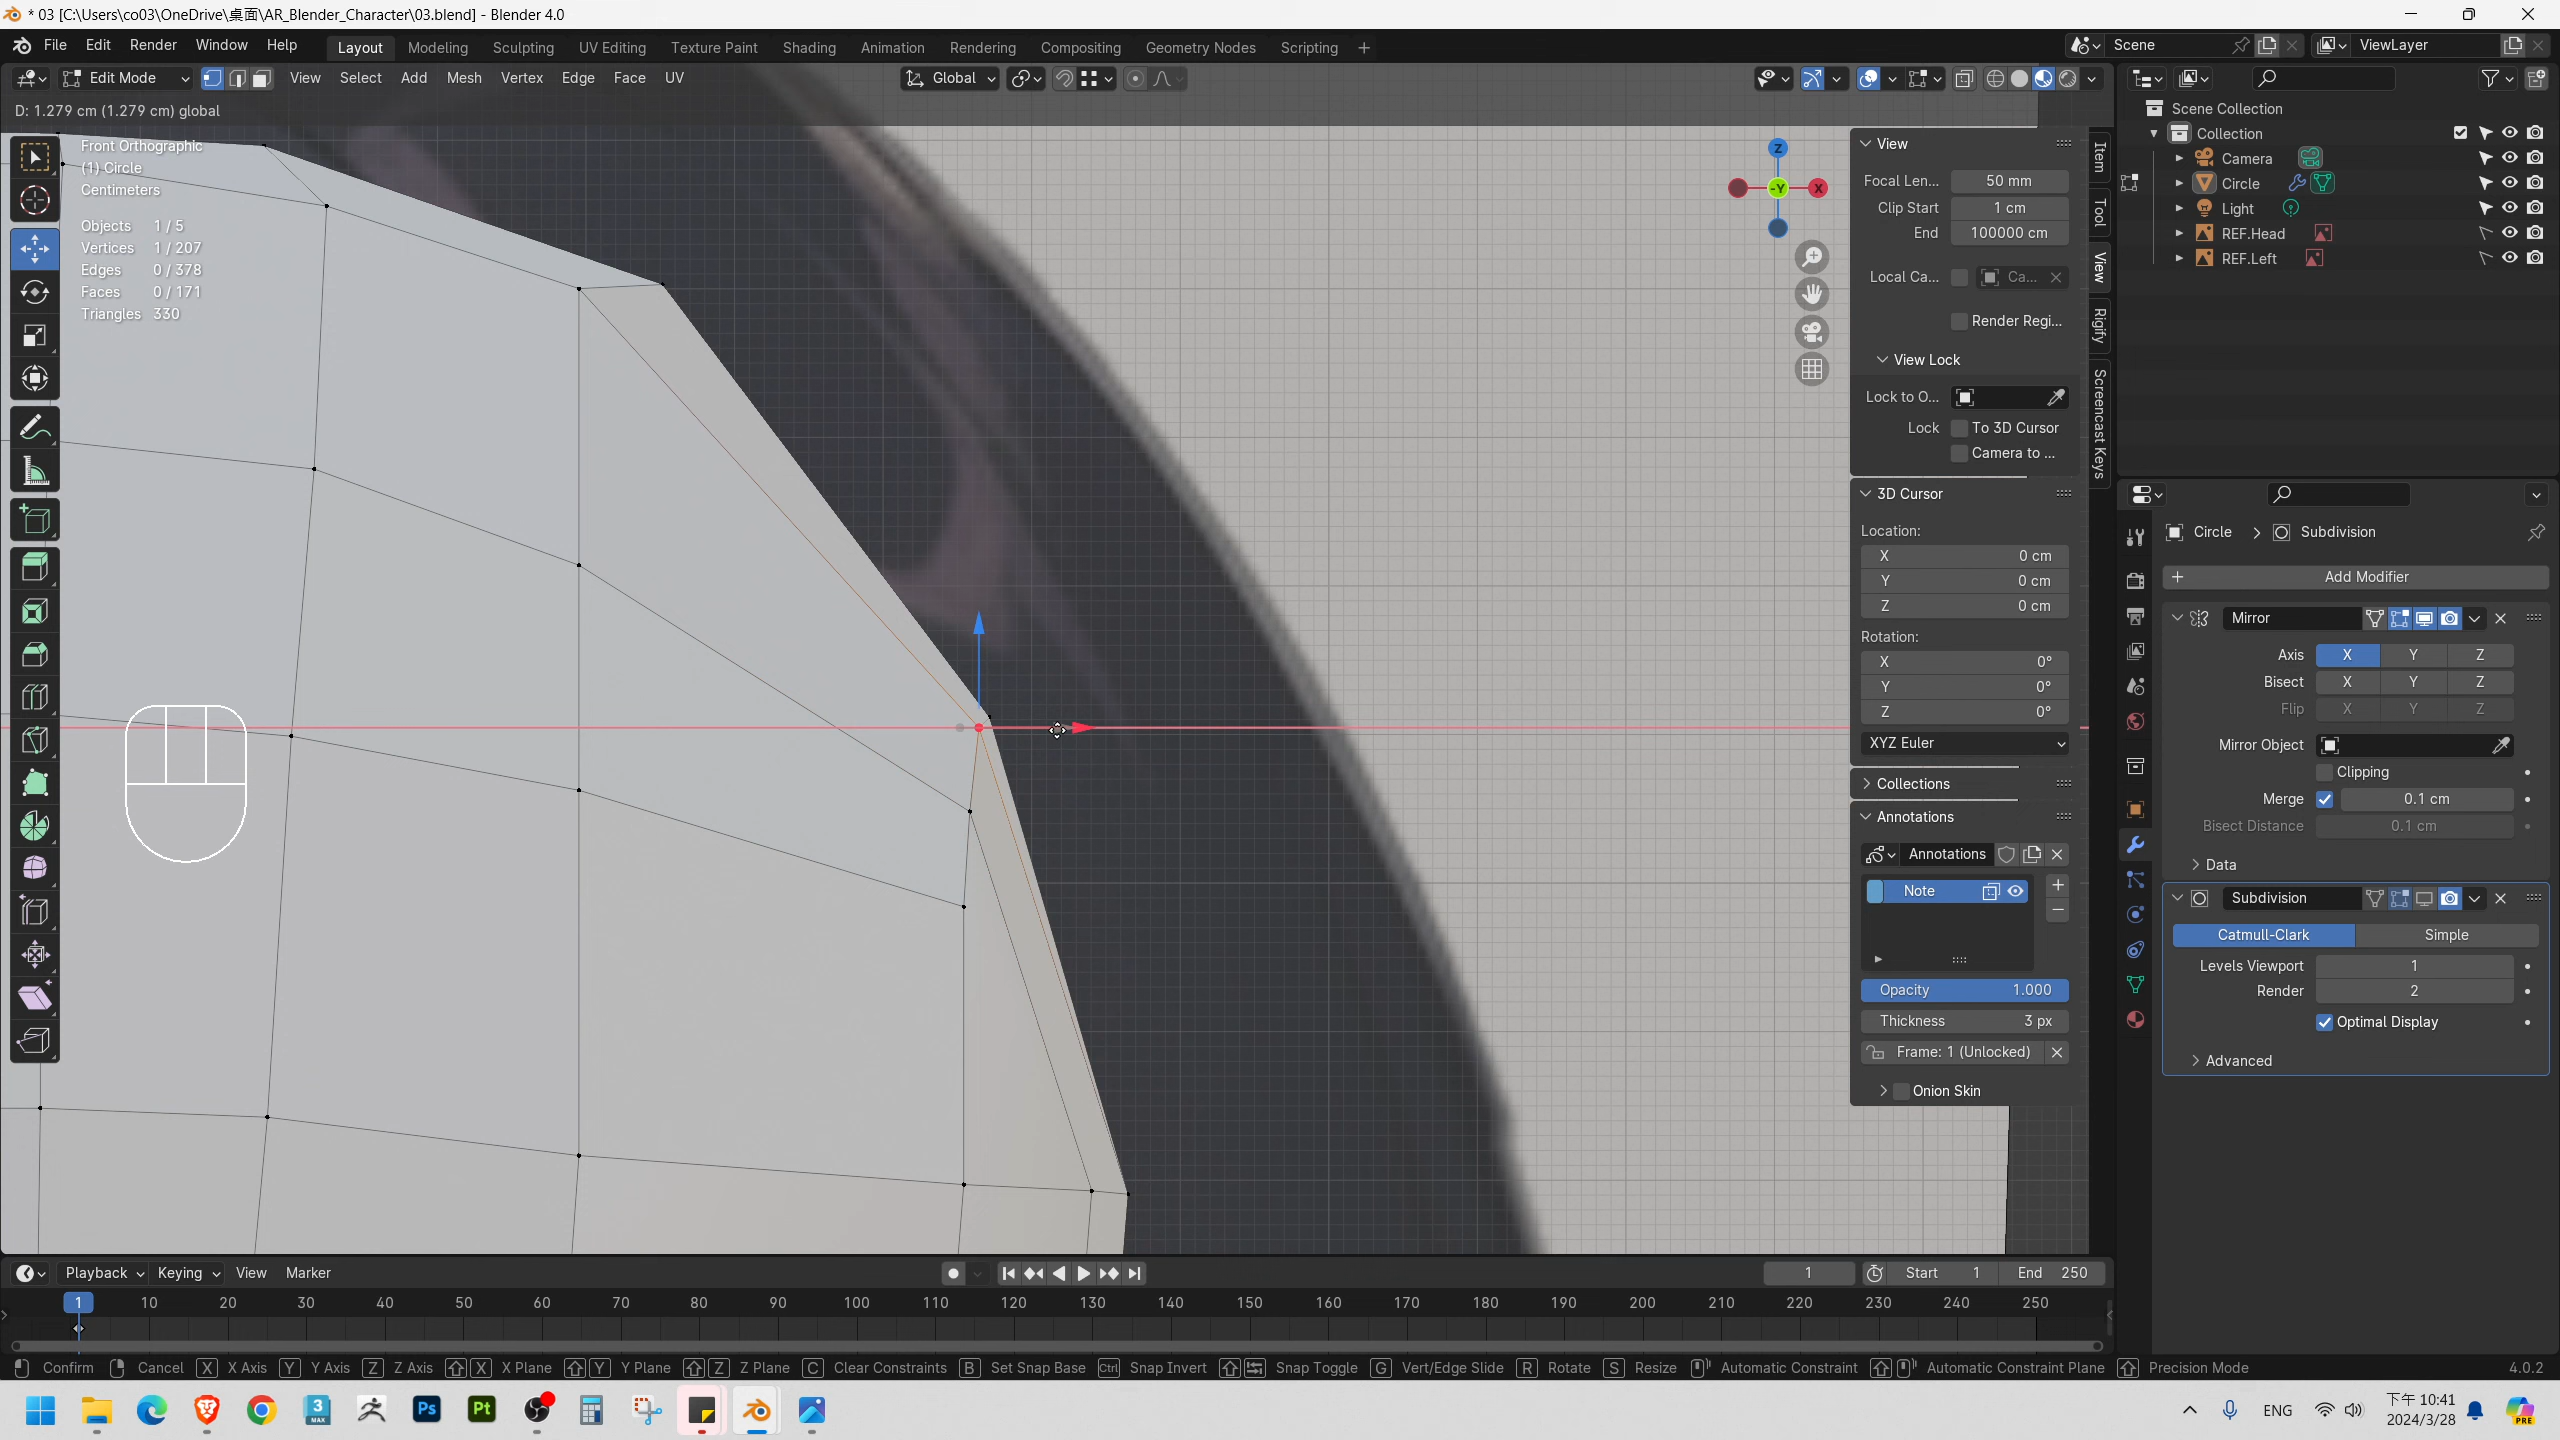 * 03 [C:\Users\co03\OneDrive\桌面\AR_Blender_Character\03.blend] - Blender 4.0
File Edit Render Window Help Layout Modeling Sculpting UV Editing Texture Paint Shading Animation Rendering Compositing Geometry Nodes Scripting + Scene ViewLayer
Edit Mode View Select Add Mesh Vertex Edge Face UV Global
D: 1.279 cm (1.279 cm) global
Front Orthographic
(1) Circle
Centimeters
Objects 1 / 5
Vertices 1 / 207
Edges 0 / 378
Faces 0 / 171
Triangles 330
Z
-Y
X
View
Focal Len... 50 mm
Clip Start 1 cm
End 100000 cm
Local Ca... Ca...
Render Regi...
View Lock
Lock to O...
Lock To 3D Cursor
Camera to ...
3D Cursor
Location:
X 0 cm
Y 0 cm
Z 0 cm
Rotation:
X 0°
Y 0°
Z 0°
XYZ Euler
Collections
Annotations
Annotations
Note
Opacity 1.000
Thickness 3 px
Frame: 1 (Unlocked)
Onion Skin
Item
Tool
View
Rigify
Screencast Keys
Scene Collection
Collection
Camera
Circle
Light
REF.Head
REF.Left
Circle > Subdivision
+ Add Modifier
Mirror
Axis X Y Z
Bisect X Y Z
Flip X Y Z
Mirror Object
Clipping
Merge 0.1 cm
Bisect Distance 0.1 cm
Data
Subdivision
Catmull-Clark Simple
Levels Viewport 1
Render 2
Optimal Display
Advanced
Playback Keying View Marker 1 Start 1 End 250
1 10 20 30 40 50 60 70 80 90 100 110 120 130 140 150 160 170 180 190 200 210 220 230 240 250
Confirm Cancel X X Axis Y Y Axis Z Z Axis X X Plane Y Y Plane Z Z Plane C Clear Constraints B Set Snap Base Ctrl Snap Invert Snap Toggle G Vert/Edge Slide R Rotate S Resize Automatic Constraint Automatic Constraint Plane Precision Mode 4.0.2
3 MAX Ps Pt ENG 下午 10:41 PRE
2024/3/28